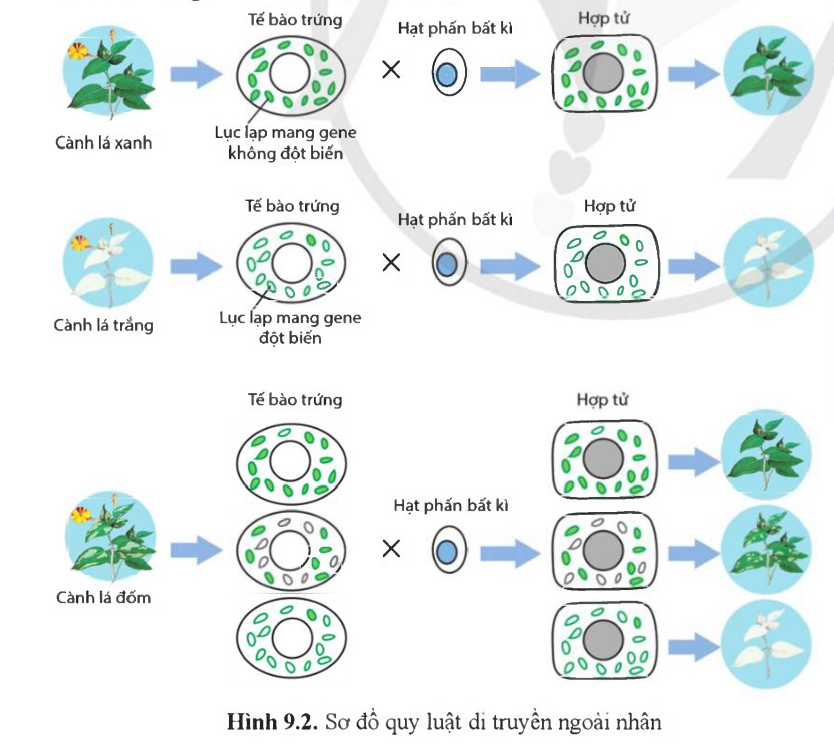 Tế bào trứng
Hạt phấn bất kì
Hợp tử
Cành lá xanh
Lục lạp mang gene
không đột biến
Tế bào trứng
Hạt phấn bất kì
Hợp tử
Cành lá trắng
Lục lạp mang gene
đột biến
Tế bào trứng
Hợp tử
Hạt phấn bất kì
Cành lá đốm
Hình 9.2. Sơ đồ quy luật di truyền ngoài nhân